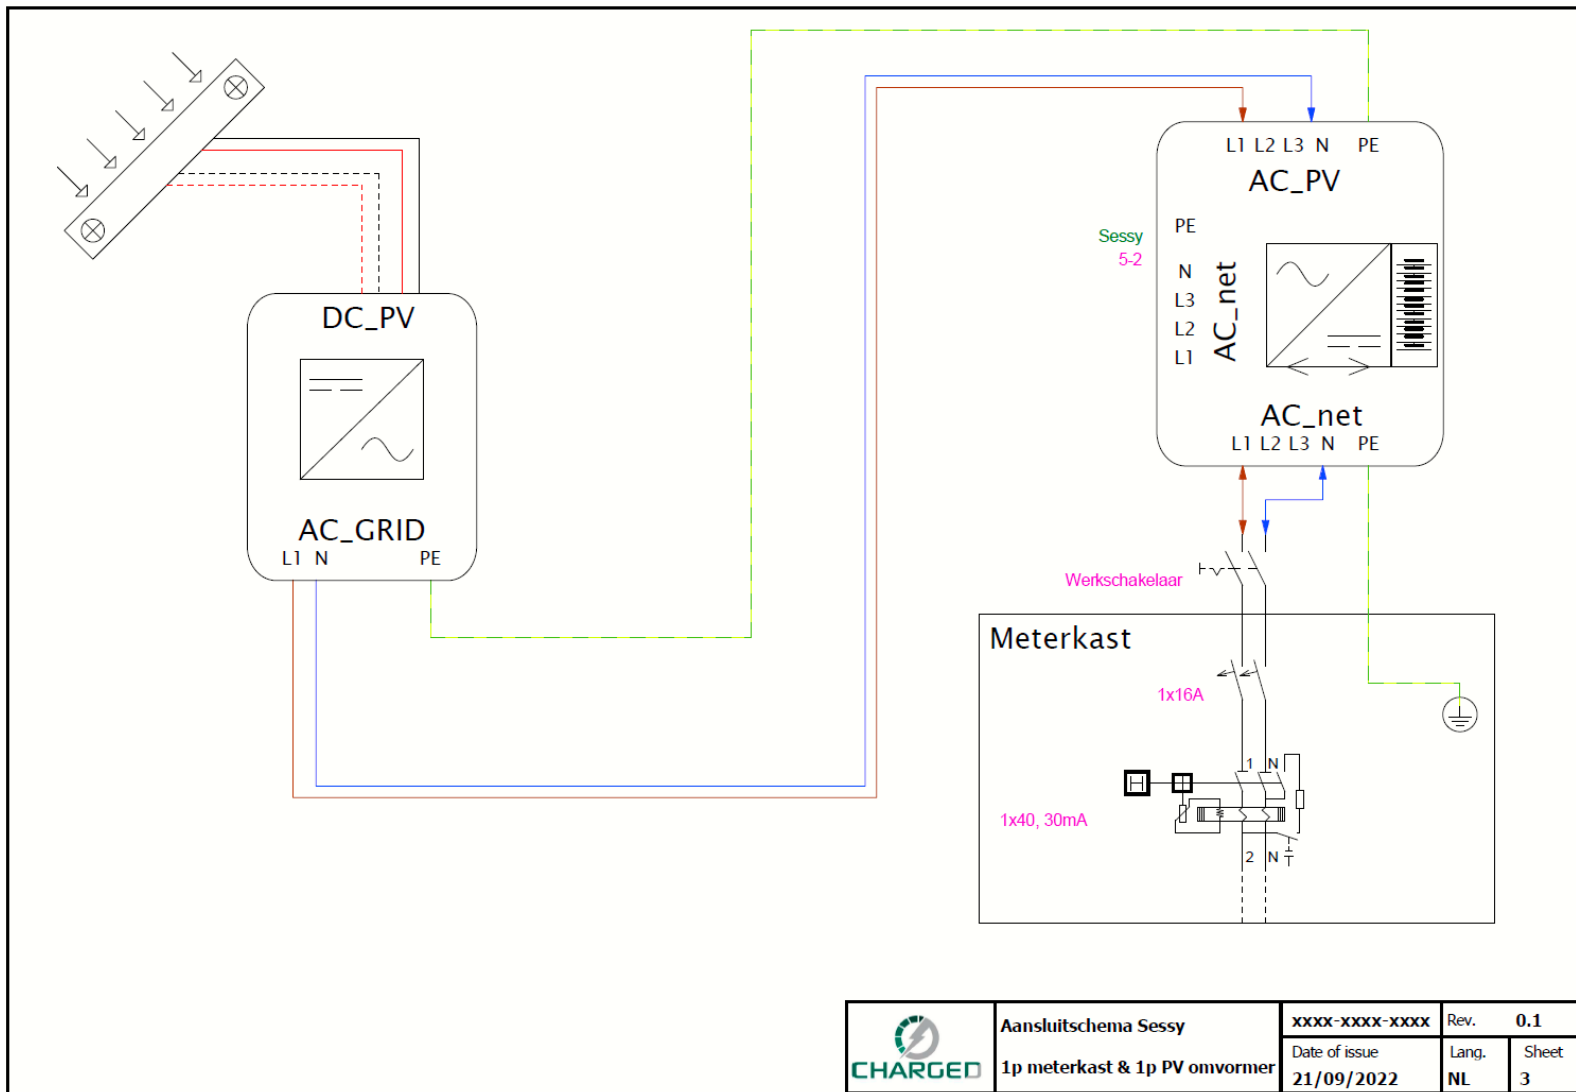 L1 L2 L3 N PE
AC_PV
PE
Sessy
5-2
N
L3
L2
L1
AC_net
AC_net
L1 L2 L3 N PE
DC_PV
AC_GRID
L1 N PE
Werkschakelaar
Meterkast
1x16A
1 N
H
1x40, 30mA
2 N
CHARGED
Aansluitschema Sessy
1p meterkast & 1p PV omvormer
xxxx-xxxx-xxxx
Rev. 0.1
Date of issue
21/09/2022
Lang.
NL
Sheet
3